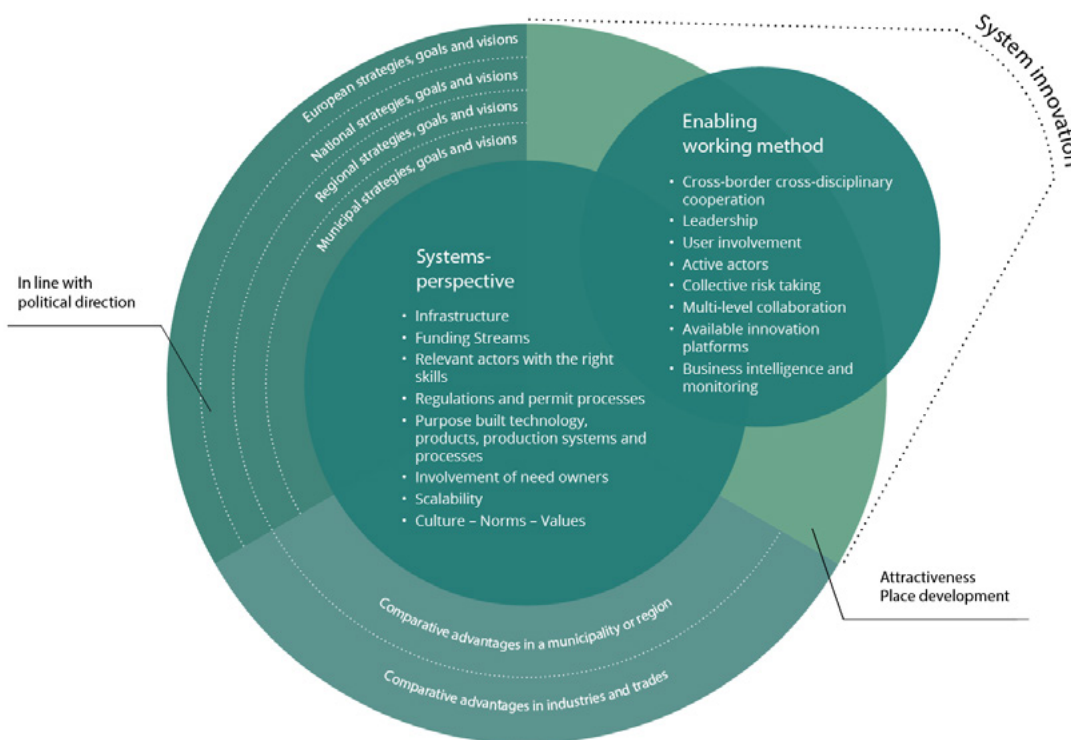 System innovation
European strategies, goals and visions
National strategies, goals and visions
Regional strategies, goals and visions
Municipal strategies, goals and visions
Enabling
working method
• Cross-border cross-disciplinary
cooperation
• Leadership
• User involvement
• Active actors
• Collective risk taking
• Multi-level collaboration
• Available innovation
platforms
• Business intelligence and
monitoring
Systems-
perspective
• Infrastructure
• Funding Streams
• Relevant actors with the right
skills
• Regulations and permit processes
• Purpose built technology,
products, production systems and
processes
• Involvement of need owners
• Scalability
• Culture – Norms – Values
In line with
political direction
Attractiveness
Place development
Comparative advantages in a municipality or region
Comparative advantages in industries and trades